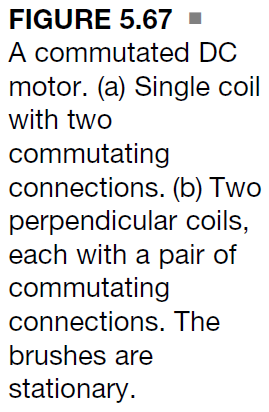 FIGURE 5.67 ■
A commutated DC
motor. (a) Single coil
with two
commutating
connections. (b) Two
perpendicular coils,
each with a pair of
commutating
connections. The
brushes are
stationary.